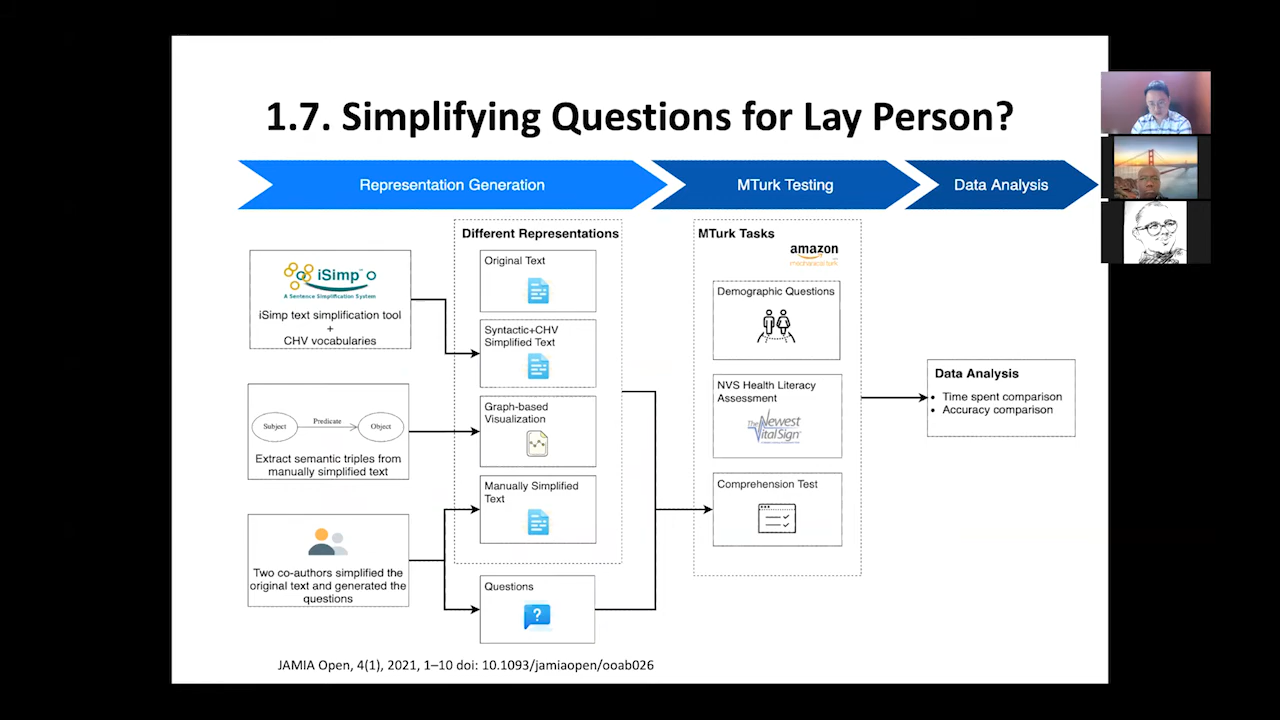 1.7. Simplifying Questions for Lay Person?
Representation Generation
MTurk Testing
Data Analysis
iSimp
A Sentence Simplification System
iSimp text simplification tool
+
CHV vocabularies
Subject
Predicate
Object
Extract semantic triples from
manually simplified text
Two co-authors simplified the
original text and generated the
questions
Different Representations
Original Text
Syntactic+CHV
Simplified Text
Graph-based
Visualization
Manually Simplified
Text
Questions
?
MTurk Tasks
amazon
Demographic Questions
NVS Health Literacy
Assessment
The Newest
VitalSign
Comprehension Test
Data Analysis
• Time spent comparison
• Accuracy comparison
JAMIA Open, 4(1), 2021, 1–10 doi: 10.1093/jamiaopen/ooab026